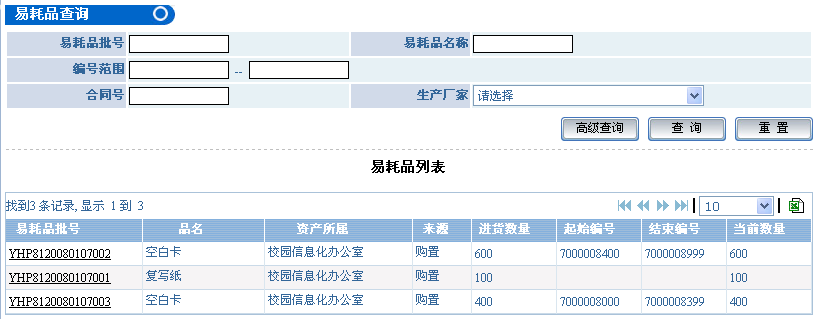 易耗品查询
易耗品批号 易耗品名称
编号范围 --
合同号 生产厂家 请选择
高级查询 查 询 重 置
易耗品列表
找到3 条记录, 显示 1 到 3 10
易耗品批号 品名 资产所属 来源 进货数量 起始编号 结束编号 当前数量
YHP8120080107002 空白卡 校园信息化办公室 购置 600 7000008400 7000008999 600
YHP8120080107001 复写纸 校园信息化办公室 购置 100 100
YHP8120080107003 空白卡 校园信息化办公室 购置 400 7000008000 7000008399 400